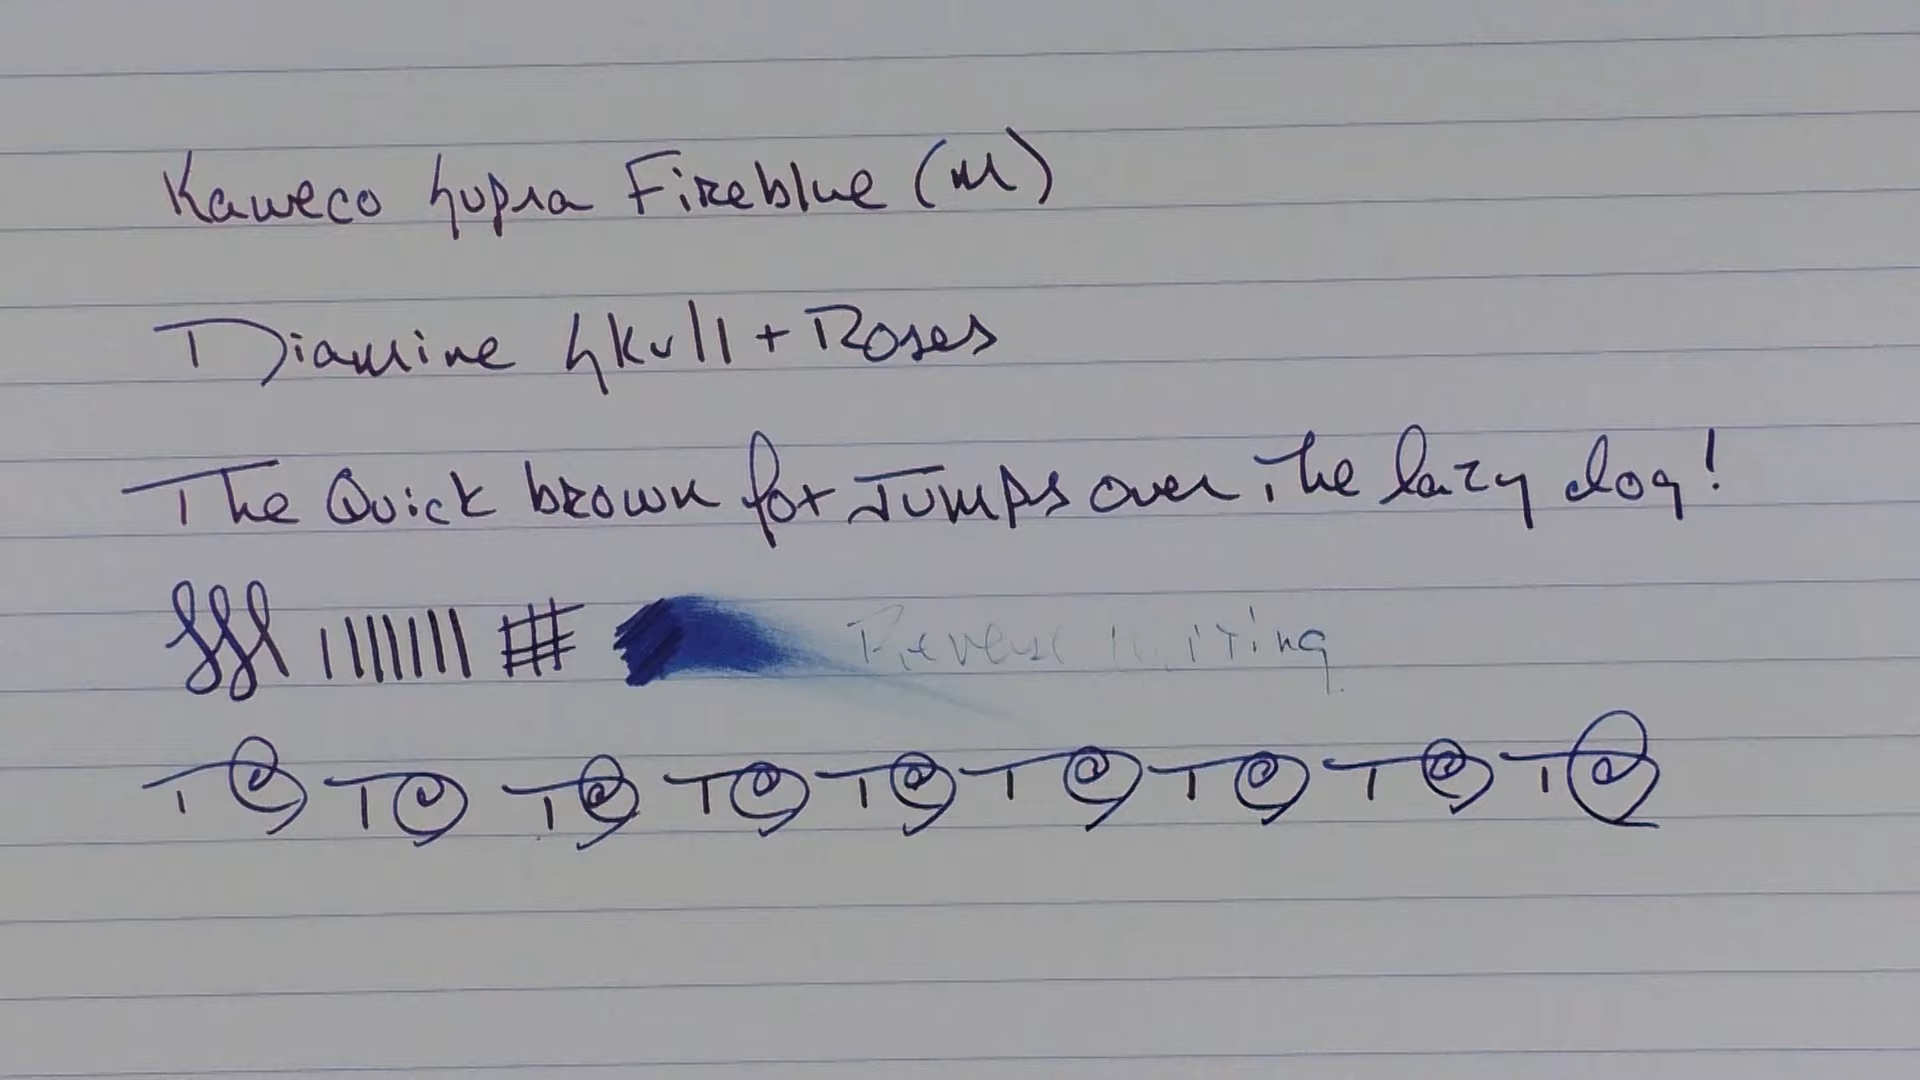 Kaweco Supra Fireblue (M)
Diamine Skull + Roses
The Quick brown fox Jumps over The lazy dog!
Reverse writing